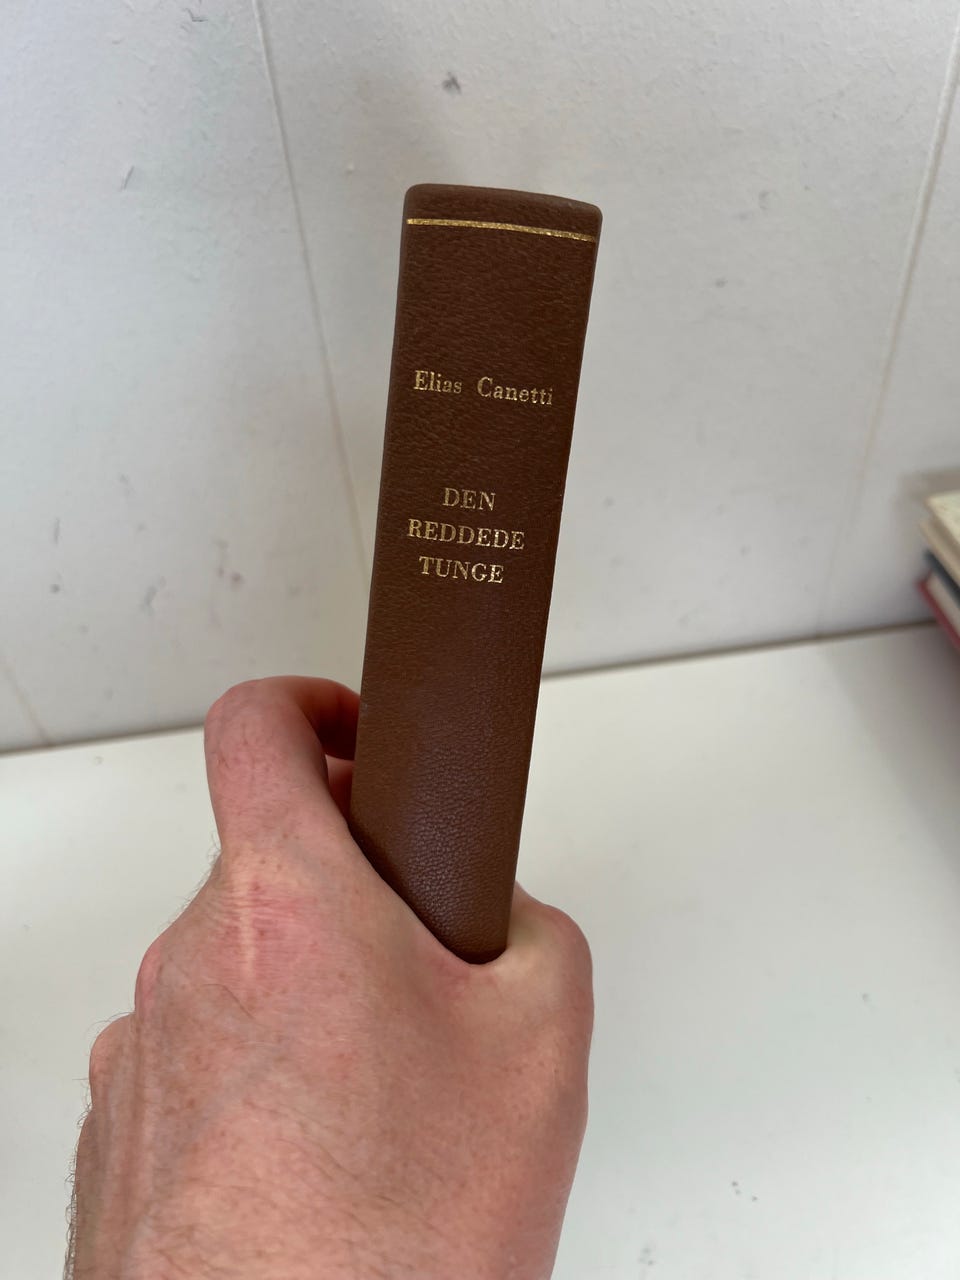 Elias Canetti
DEN
REDDEDE
TUNGE